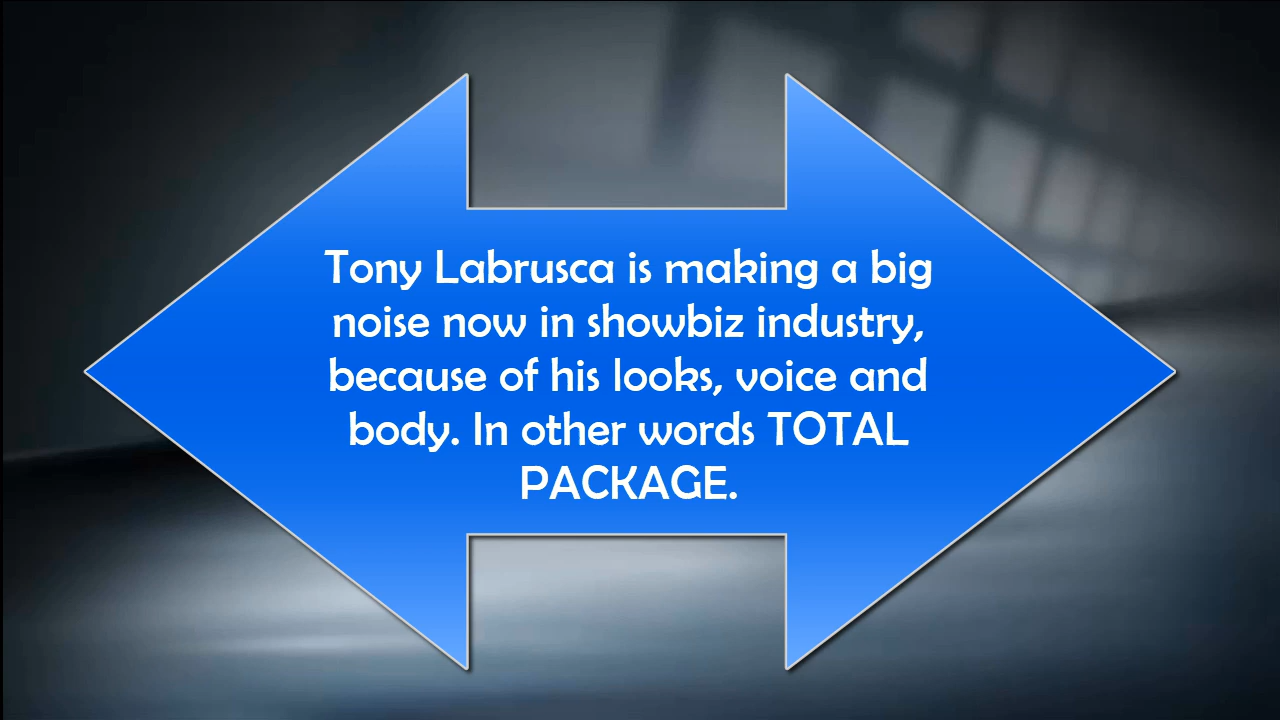 Tony Labrusca is making a big
noise now in showbiz industry,
because of his looks, voice and
body. In other words TOTAL
PACKAGE.